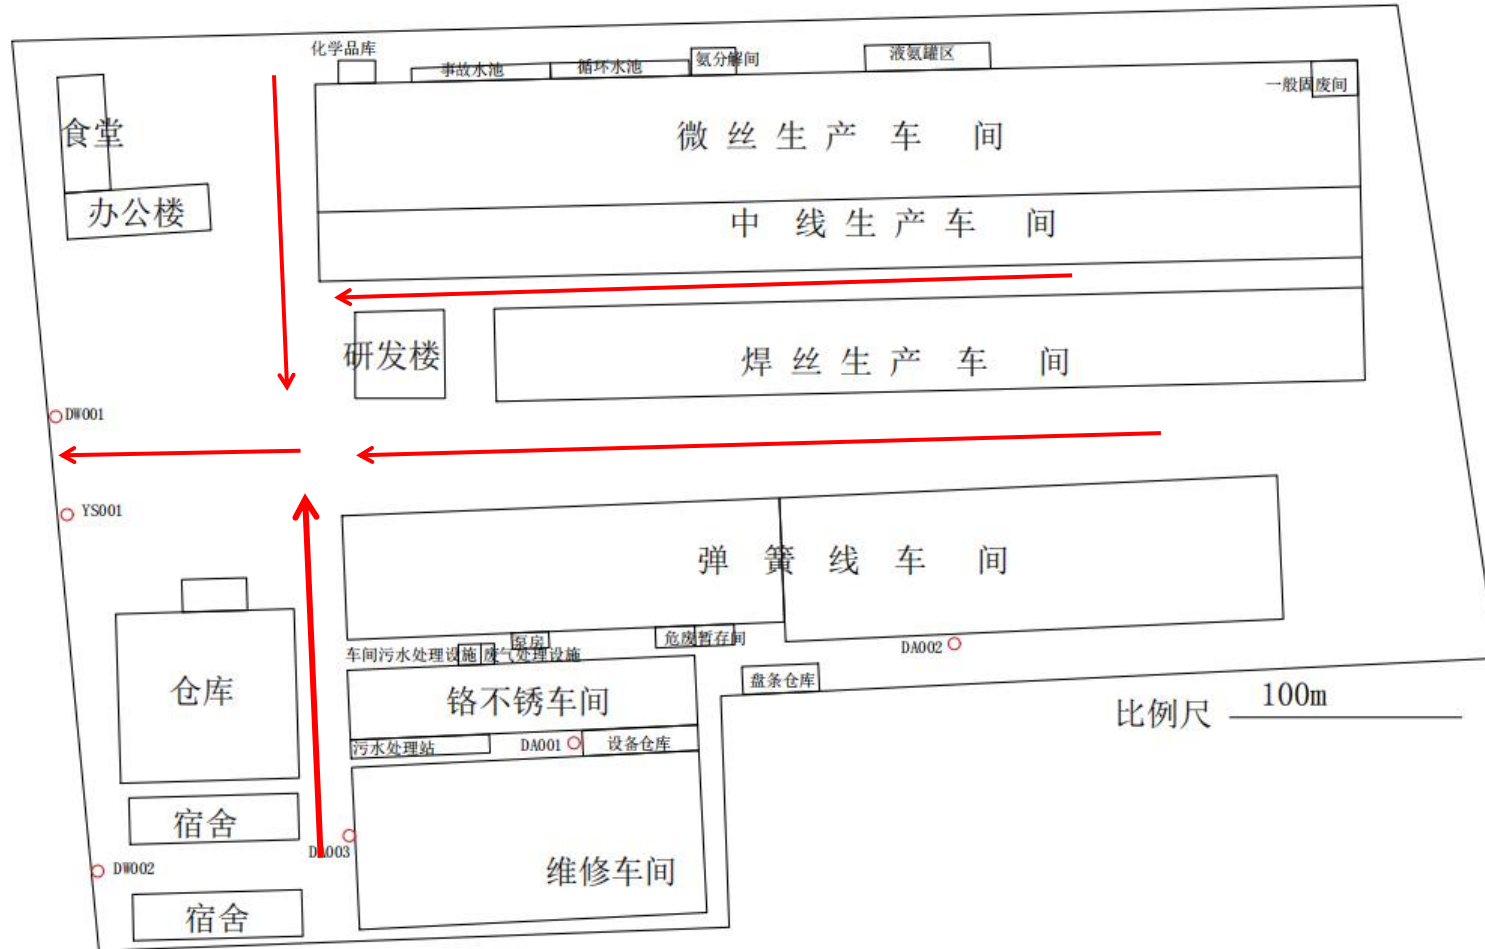 化学品库
事故水池
循环水池
氨分解间
液氨罐区
一般固废间
食堂
微丝生产车间
办公楼
中线生产车间
研发楼
焊丝生产车间
DW001
YS001
弹簧线车间
泵房
危废暂存间
车间污水处理设施
废气处理设施
DA002
盘条仓库
仓库
铬不锈车间
比例尺
100m
污水处理站
DA001
设备仓库
宿舍
DA003
DW002
维修车间
宿舍